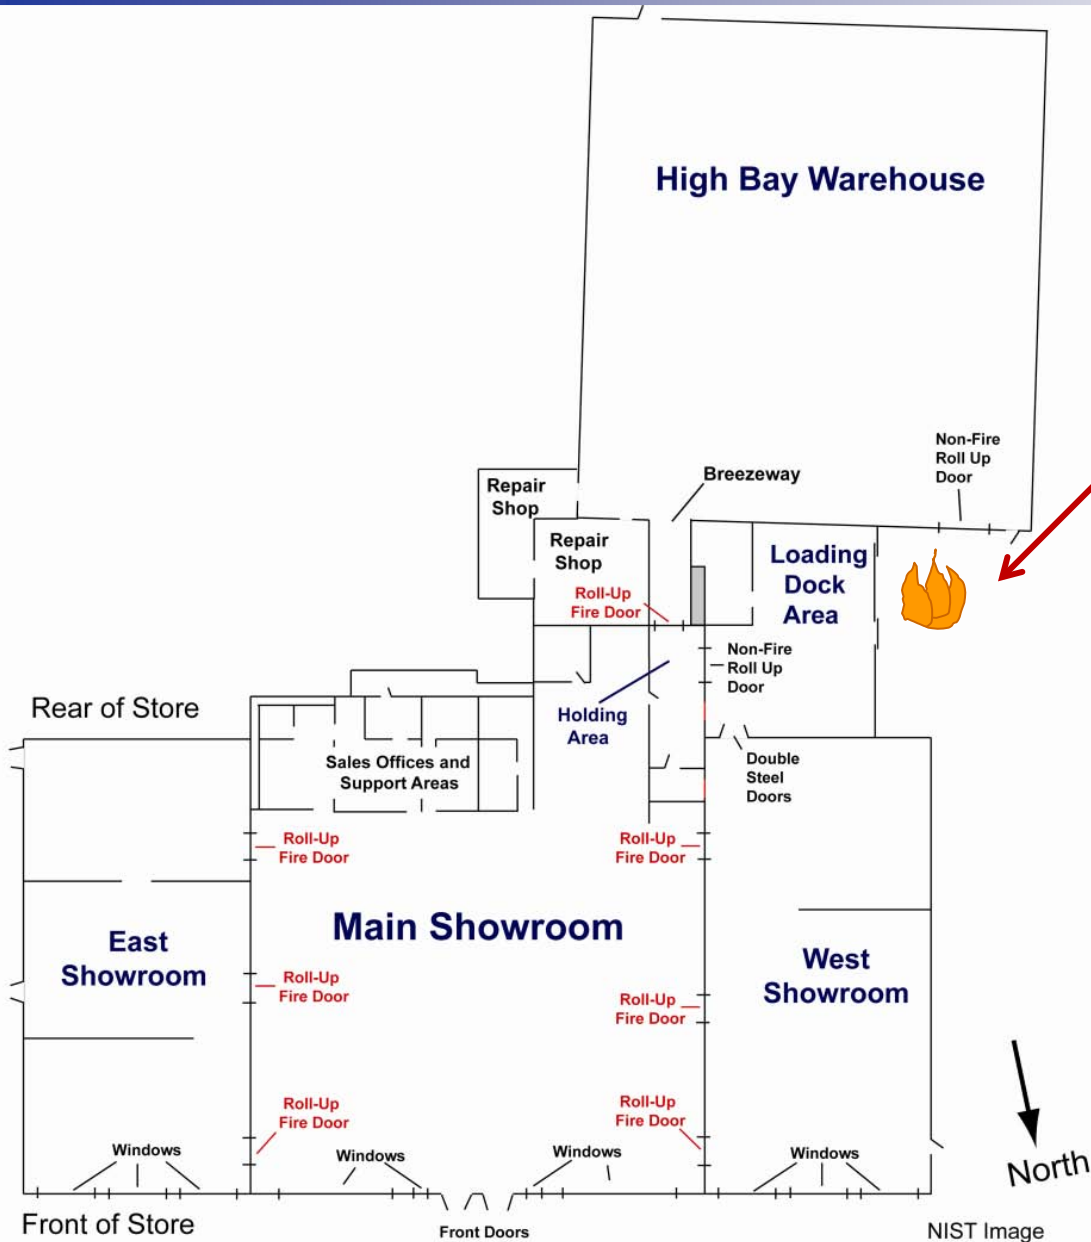 High Bay Warehouse
Non-Fire
Roll Up
Door
Breezeway
Repair
Shop
Repair
Shop
Loading
Dock
Area
Roll-Up
Fire Door
Non-Fire
Roll Up
Door
Holding
Area
Rear of Store
Sales Offices and
Support Areas
Double
Steel
Doors
Roll-Up
Fire Door
Roll-Up
Fire Door
Main Showroom
East
Showroom
West
Showroom
Roll-Up
Fire Door
Roll-Up
Fire Door
Roll-Up
Fire Door
Roll-Up
Fire Door
Windows
Windows
Windows
Windows
North
Front of Store
Front Doors
NIST Image